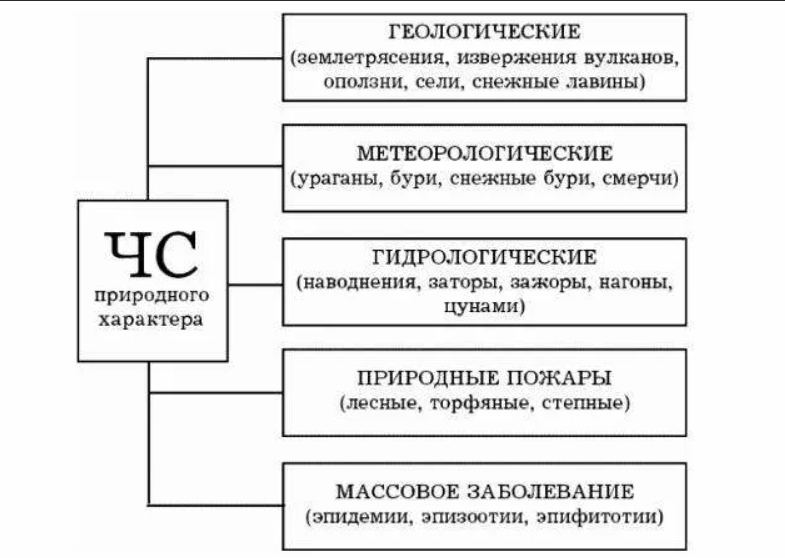 ГЕОЛОГИЧЕСКИЕ
(землетрясения, извержения вулканов,
оползни, сели, снежные лавины)
МЕТЕОРОЛОГИЧЕСКИЕ
(ураганы, бури, снежные бури, смерчи)
ЧС
природного
характера
ГИДРОЛОГИЧЕСКИЕ
(наводнения, заторы, зажоры, нагоны,
цунами)
ПРИРОДНЫЕ ПОЖАРЫ
(лесные, торфяные, степные)
МАССОВОЕ ЗАБОЛЕВАНИЕ
(эпидемии, эпизоотии, эпифитотии)